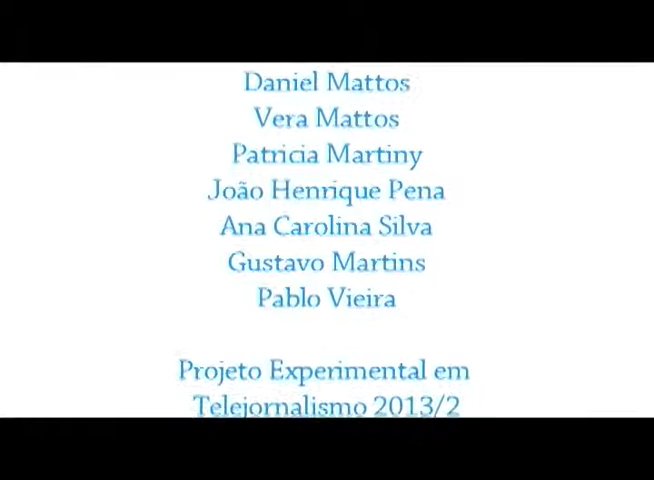 Daniel Mattos
Vera Mattos
Patricia Martiny
João Henrique Pena
Ana Carolina Silva
Gustavo Martins
Pablo Vieira
Projeto Experimental em
Telejornalismo 2013/2